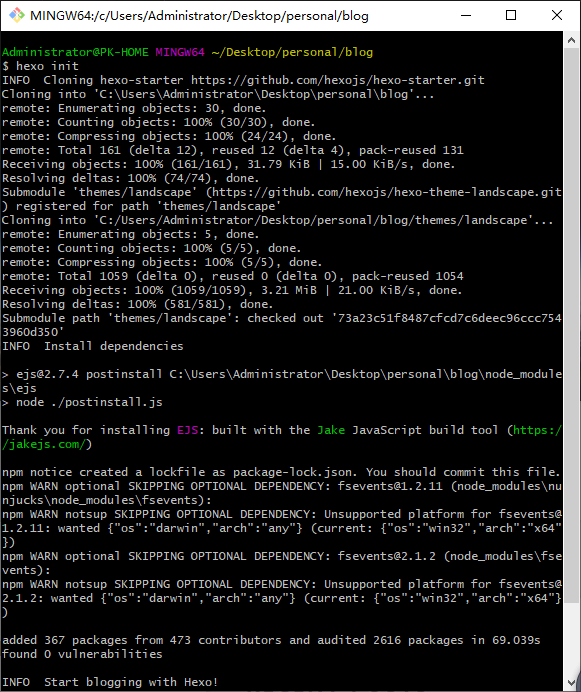 MINGW64:/c/Users/Administrator/Desktop/personal/blog
Administrator@PK-HOME MINGW64 ~/Desktop/personal/blog
$ hexo init
INFO  Cloning hexo-starter https://github.com/hexojs/hexo-starter.git
Cloning into 'C:\Users\Administrator\Desktop\personal\blog'...
remote: Enumerating objects: 30, done.
remote: Counting objects: 100% (30/30), done.
remote: Compressing objects: 100% (24/24), done.
remote: Total 161 (delta 12), reused 12 (delta 4), pack-reused 131
Receiving objects: 100% (161/161), 31.79 KiB | 15.00 KiB/s, done.
Resolving deltas: 100% (74/74), done.
Submodule 'themes/landscape' (https://github.com/hexojs/hexo-theme-landscape.git
) registered for path 'themes/landscape'
Cloning into 'C:/Users/Administrator/Desktop/personal/blog/themes/landscape'...
remote: Enumerating objects: 5, done.
remote: Counting objects: 100% (5/5), done.
remote: Compressing objects: 100% (5/5), done.
remote: Total 1059 (delta 0), reused 0 (delta 0), pack-reused 1054
Receiving objects: 100% (1059/1059), 3.21 MiB | 21.00 KiB/s, done.
Resolving deltas: 100% (581/581), done.
Submodule path 'themes/landscape': checked out '73a23c51f8487cfcd7c6deec96ccc754
3960d350'
INFO  Install dependencies
> ejs@2.7.4 postinstall C:\Users\Administrator\Desktop\personal\blog\node_module
s\ejs
> node ./postinstall.js
Thank you for installing EJS: built with the Jake JavaScript build tool (https:/
/jakejs.com/)
npm notice created a lockfile as package-lock.json. You should commit this file.
npm WARN optional SKIPPING OPTIONAL DEPENDENCY: fsevents@1.2.11 (node_modules\nu
njucks\node_modules\fsevents):
npm WARN notsup SKIPPING OPTIONAL DEPENDENCY: Unsupported platform for fsevents@
1.2.11: wanted {"os":"darwin","arch":"any"} (current: {"os":"win32","arch":"x64"
})
npm WARN optional SKIPPING OPTIONAL DEPENDENCY: fsevents@2.1.2 (node_modules\fse
vents):
npm WARN notsup SKIPPING OPTIONAL DEPENDENCY: Unsupported platform for fsevents@
2.1.2: wanted {"os":"darwin","arch":"any"} (current: {"os":"win32","arch":"x64"}
)
added 367 packages from 473 contributors and audited 2616 packages in 69.039s
found 0 vulnerabilities
INFO  Start blogging with Hexo!